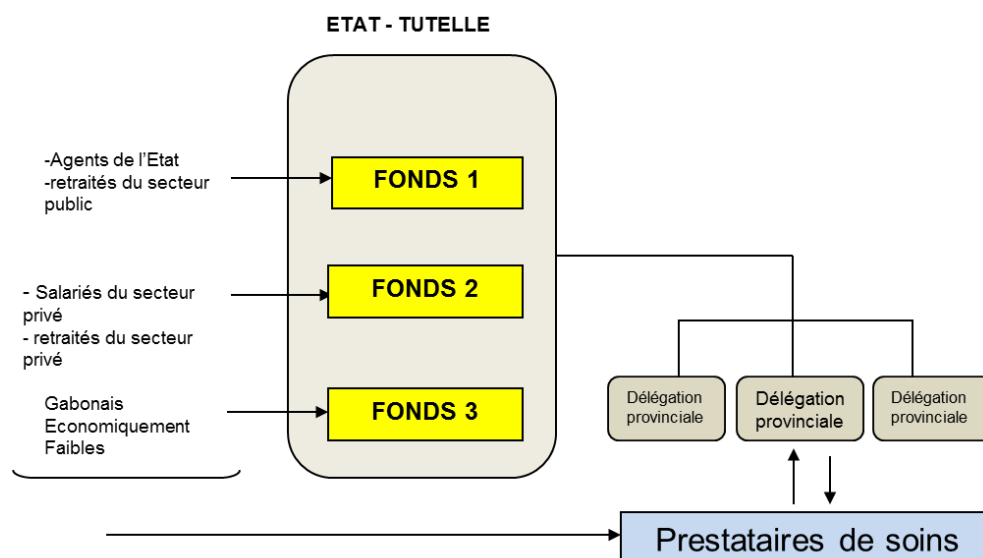 ETAT - TUTELLE
-Agents de l'Etat
-retraités du secteur
public
FONDS 1
- Salariés du secteur
privé
- retraités du secteur
privé
FONDS 2
Gabonais
Economiquement
Faibles
FONDS 3
Délégation
provinciale
Délégation
provinciale
Délégation
provinciale
Prestataires de soins